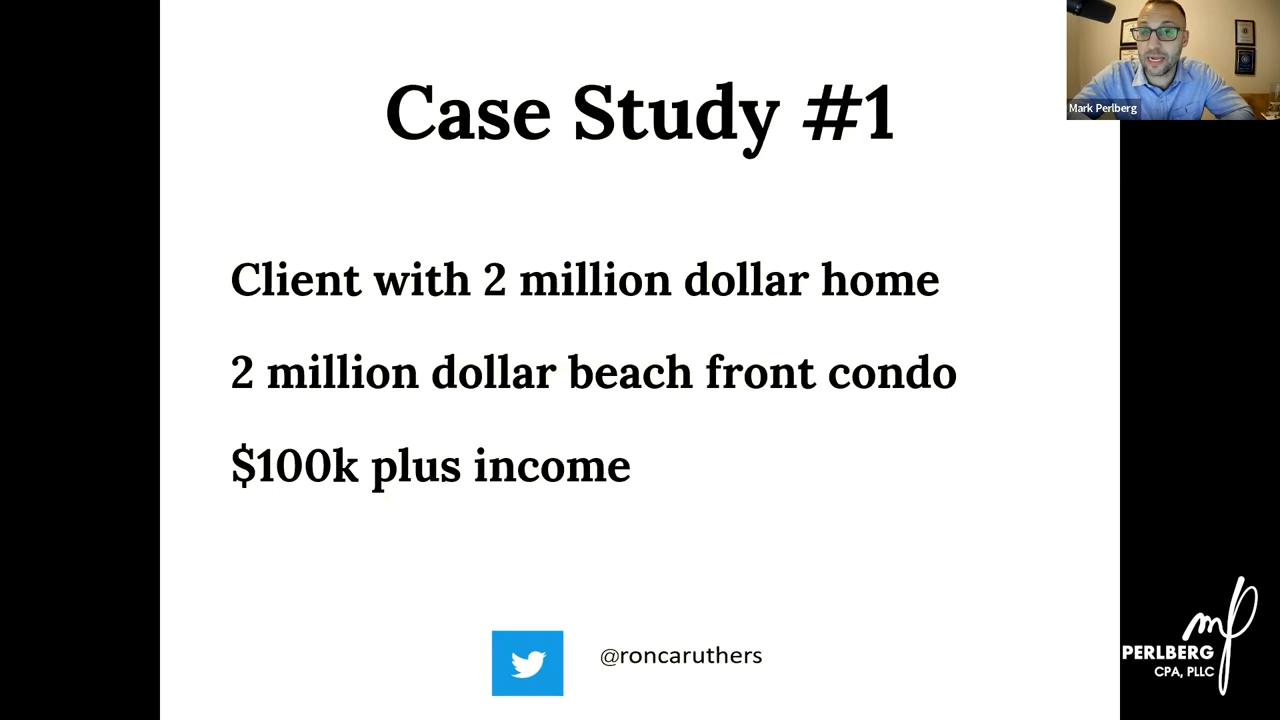 Case Study #1
Mark Perlberg
Client with 2 million dollar home
2 million dollar beach front condo
$100k plus income
@roncaruthers
mp
PERLBERG
CPA, PLLC